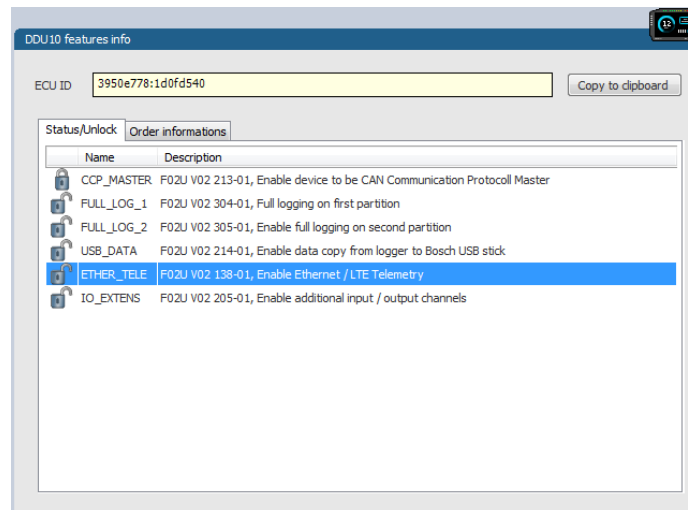 DDU10 features info
12
ECU ID 3950e778:1d0fd540 Copy to clipboard
Status/Unlock Order informations
Name Description
CCP_MASTER F02U V02 213-01, Enable device to be CAN Communication Protocoll Master
FULL_LOG_1 F02U V02 304-01, Full logging on first partition
FULL_LOG_2 F02U V02 305-01, Enable full logging on second partition
USB_DATA F02U V02 214-01, Enable data copy from logger to Bosch USB stick
ETHER_TELE F02U V02 138-01, Enable Ethernet / LTE Telemetry
IO_EXTENS F02U V02 205-01, Enable additional input / output channels